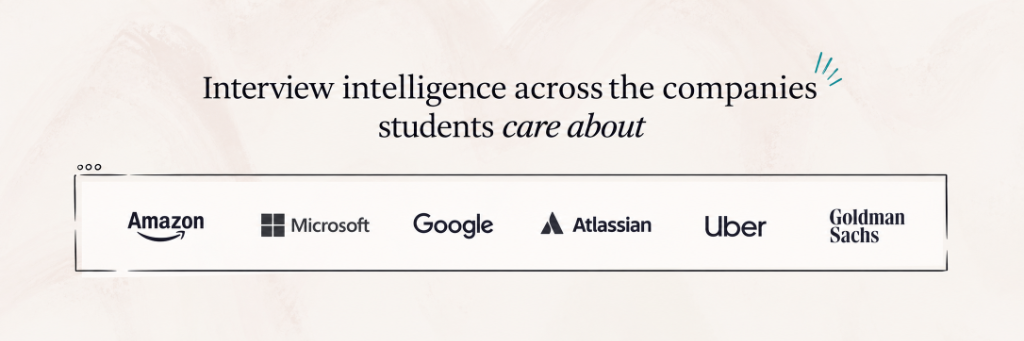 Interview intelligence across the companies
students care about
Amazon
Microsoft
Google
Atlassian
Uber
Goldman
Sachs